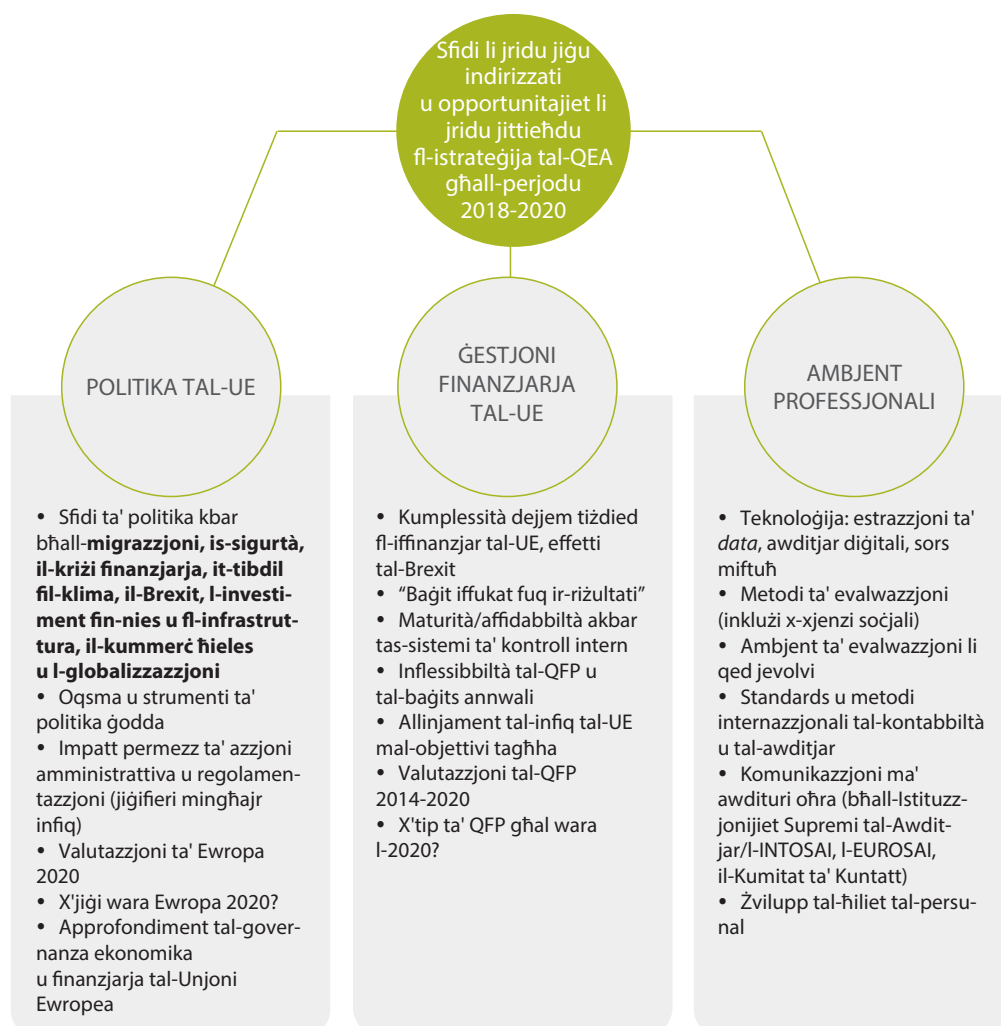 Sfidi li jridu jiġu
indirizzati
u opportunitajiet li
jridu jittieħdu
fl-istrateġija tal-QEA
għall-perjodu
2018-2020
POLITIKA TAL-UE
• Sfidi ta' politika kbar
bħall-migrazzjoni, is-sigurtà,
il-kriżi finanzjarja, it-tibdil
fil-klima, il-Brexit, l-investi-
ment fin-nies u fl-infrastrut-
tura, il-kummerċ ħieles
u l-globalizzazzjoni
• Oqsma u strumenti ta'
politika ġodda
• Impatt permezz ta' azzjoni
amministrattiva u regolamen-
tazzjoni (jiġifieri mingħajr
infiq)
• Valutazzjoni ta' Ewropa
2020
• X'jiġi wara Ewropa 2020?
• Approfondiment tal-gover-
nanza ekonomika
u finanzjarja tal-Unjoni
Ewropea
ĠESTJONI
FINANZJARJA
TAL-UE
• Kumplessità dejjem tiżdied
fl-iffinanzjar tal-UE, effetti
tal-Brexit
• “Baġit iffukat fuq ir-riżultati”
• Maturità/affidabbiltà akbar
tas-sistemi ta' kontroll intern
• Inflessibbiltà tal-QFP u
tal-baġits annwali
• Allinjament tal-infiq tal-UE
mal-objettivi tagħha
• Valutazzjoni tal-QFP
2014-2020
• X'tip ta' QFP għal wara
l-2020?
AMBJENT
PROFESSJONALI
• Teknoloġija: estrazzjoni ta'
data, awditjar diġitali, sors
miftuħ
• Metodi ta' evalwazzjoni
(inklużi x-xjenzi soċjali)
• Ambjent ta' evalwazzjoni li
qed jevolvi
• Standards u metodi
internazzjonali tal-kontabbiltà
u tal-awditjar
• Komunikazzjoni ma'
awdituri oħra (bħall-Istituzz-
jonijiet Supremi tal-Awdit-
jar/l-INTOSAI, l-EUROSAI,
il-Kumitat ta' Kuntatt)
• Żvilupp tal-ħiliet tal-persu-
nal